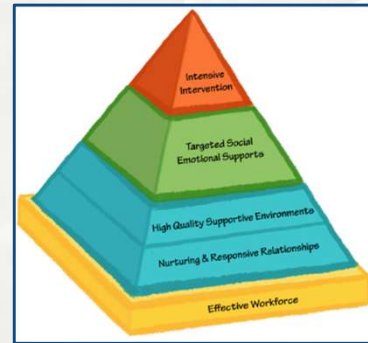 Intensive
Intervention
Targeted Social
Emotional Supports
High Quality Supportive Environments
Nurturing & Responsive Relationships
Effective Workforce